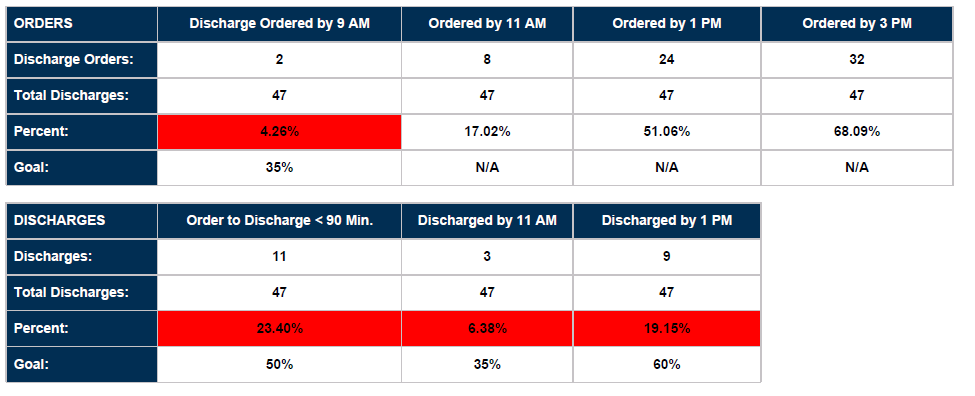 ORDERS Discharge Ordered by 9 AM Ordered by 11 AM Ordered by 1 PM Ordered by 3 PM
Discharge Orders: 2 8 24 32
Total Discharges: 47 47 47 47
Percent: 4.26% 17.02% 51.06% 68.09%
Goal: 35% N/A N/A N/A
DISCHARGES Order to Discharge < 90 Min. Discharged by 11 AM Discharged by 1 PM
Discharges: 11 3 9
Total Discharges: 47 47 47
Percent: 23.40% 6.38% 19.15%
Goal: 50% 35% 60%